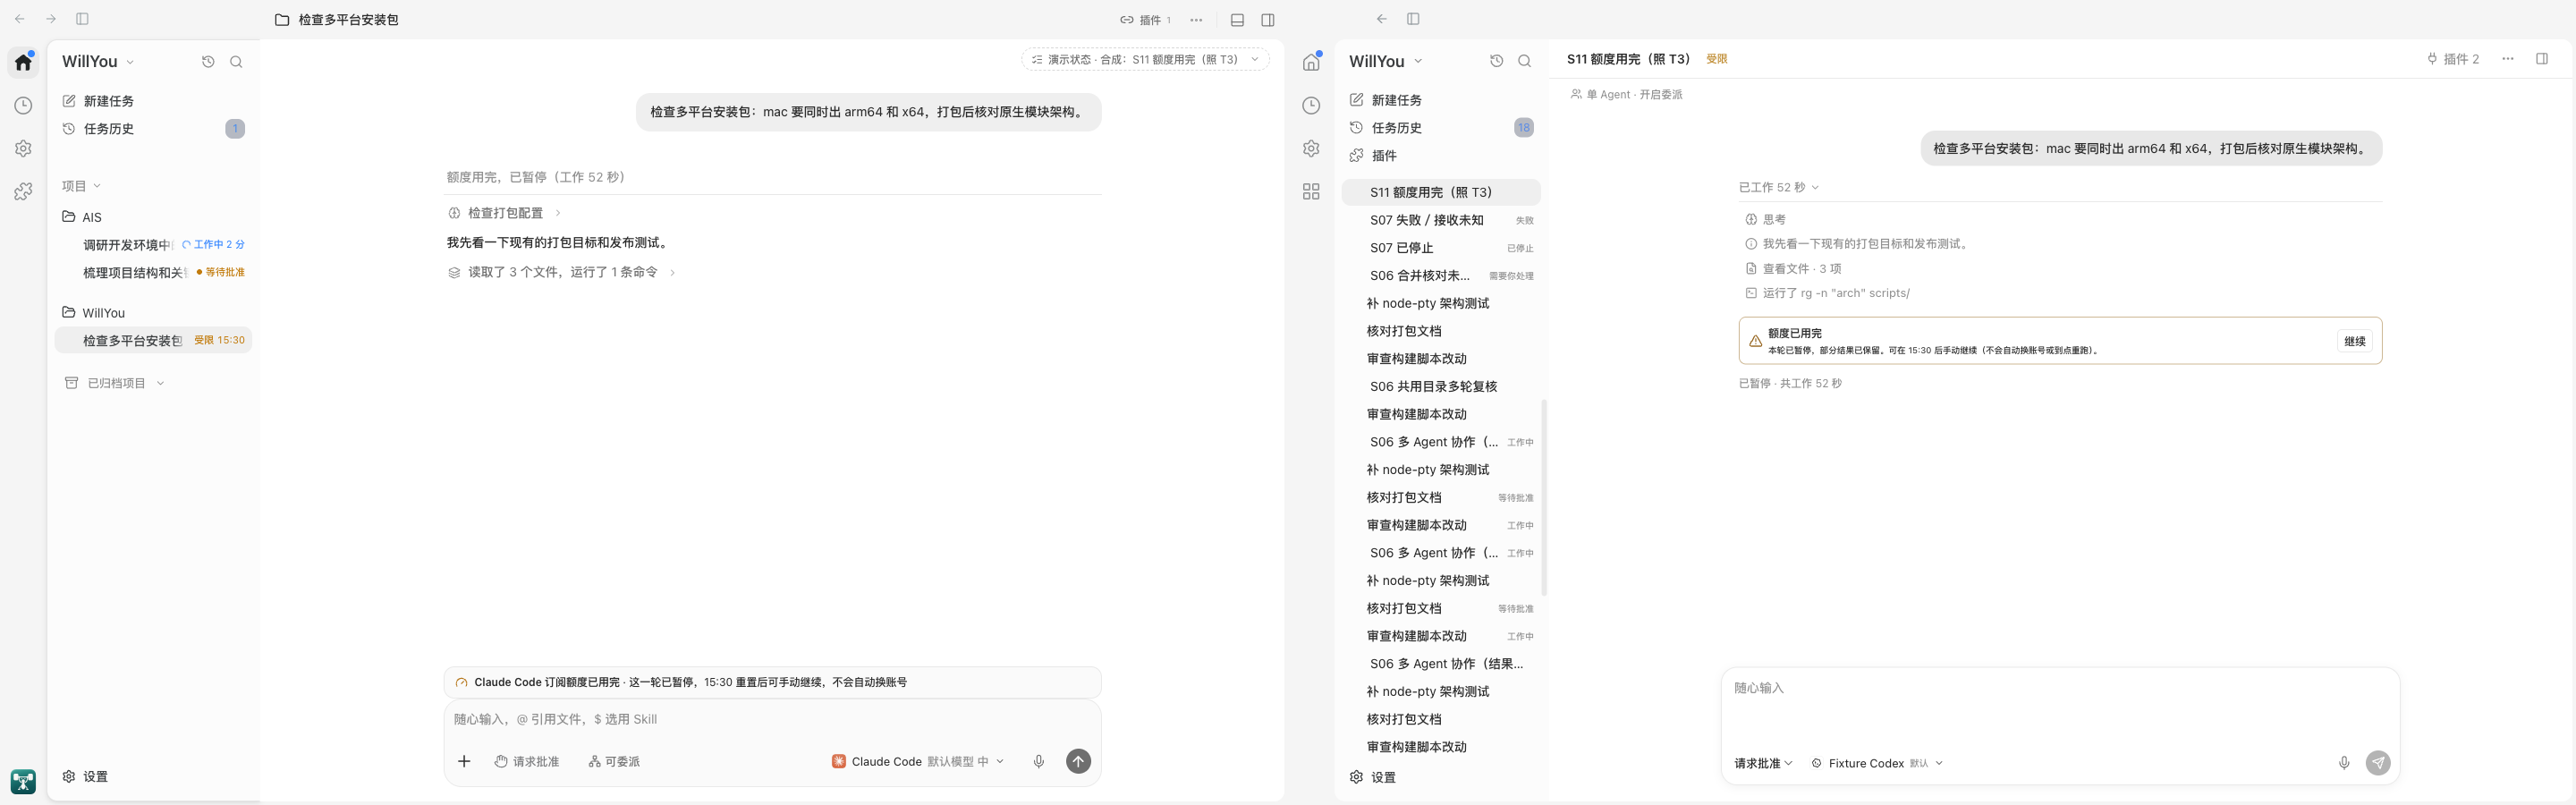 检查多平台安装包
插件 1
WillYou
新建任务
任务历史 1
项目
AIS
调研开发环境中 工作中 2 分
梳理项目结构和关 等待批准
WillYou
检查多平台安装包 受限 15:30
已归档项目
设置
演示状态 · 合成：S11 额度用完（照 T3）
检查多平台安装包：mac 要同时出 arm64 和 x64，打包后核对原生模块架构。
额度用完，已暂停（工作 52 秒）
检查打包配置
我先看一下现有的打包目标和发布测试。
读取了 3 个文件，运行了 1 条命令
Claude Code 订阅额度已用完 · 这一轮已暂停，15:30 重置后可手动继续，不会自动换账号
随心输入，@ 引用文件，$ 选用 Skill
请求批准 可委派 Claude Code 默认模型 中
WillYou
新建任务
任务历史 18
插件
S11 额度用完（照 T3）
S07 失败 / 接收未知 失败
S07 已停止 已停止
S06 合并核对未... 需要你处理
补 node-pty 架构测试
核对打包文档
审查构建脚本改动
S06 共用目录多轮复核
审查构建脚本改动
S06 多 Agent 协作（... 工作中
补 node-pty 架构测试
核对打包文档 等待批准
审查构建脚本改动 工作中
S06 多 Agent 协作（... 工作中
补 node-pty 架构测试
核对打包文档 等待批准
审查构建脚本改动 工作中
S06 多 Agent 协作（结果...
补 node-pty 架构测试
核对打包文档
审查构建脚本改动
设置
S11 额度用完（照 T3） 受限
插件 2
单 Agent · 开启委派
检查多平台安装包：mac 要同时出 arm64 和 x64，打包后核对原生模块架构。
已工作 52 秒
思考
我先看一下现有的打包目标和发布测试。
查看文件 · 3 项
运行了 rg -n "arch" scripts/
额度已用完
本轮已暂停，部分结果已保留。可在 15:30 后手动继续（不会自动换账号或到点重跑）。
继续
已暂停 · 共工作 52 秒
随心输入
请求批准 Fixture Codex 默认